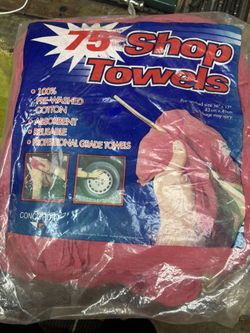 75 Shop
Towels
• 100%
PRE-WASHED
COTTON
• ABSORBENT
• REUSABLE
• PROFESSIONAL GRADE TOWELS